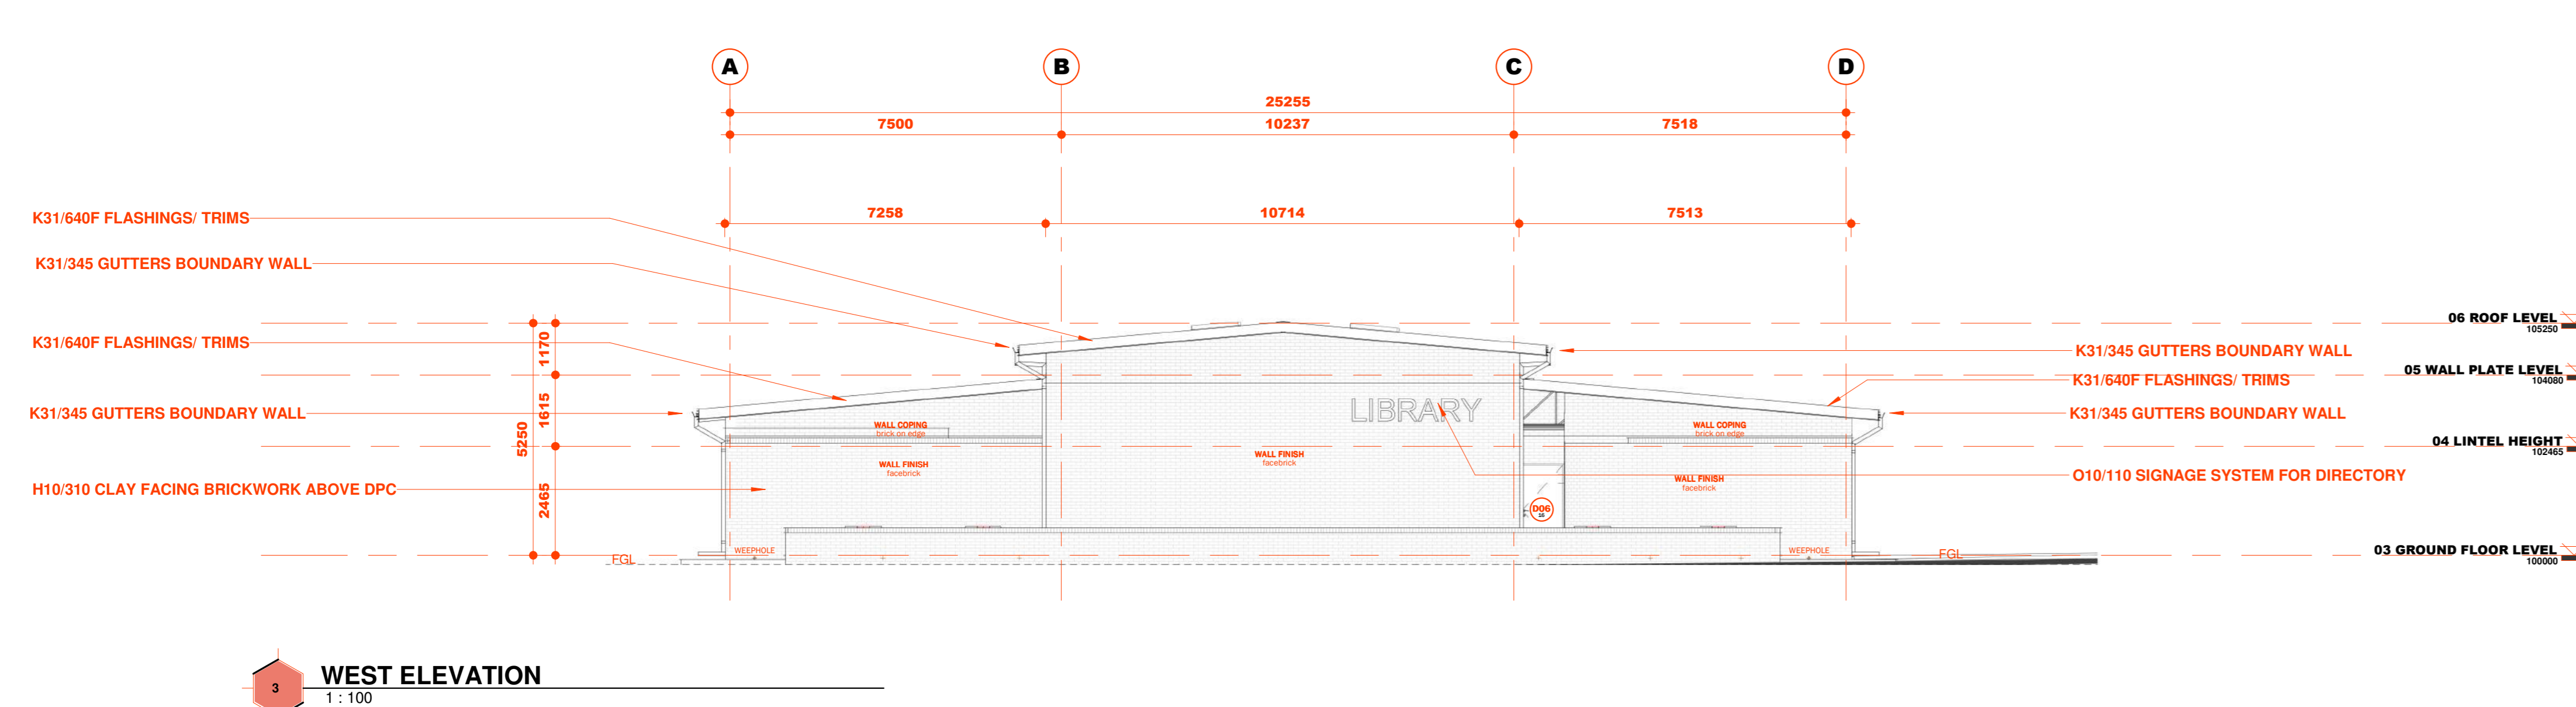 A B C D
25255
7500 10237 7518
7258 10714 7513
K31/640F FLASHINGS/ TRIMS
K31/345 GUTTERS BOUNDARY WALL
K31/640F FLASHINGS/ TRIMS
K31/345 GUTTERS BOUNDARY WALL
H10/310 CLAY FACING BRICKWORK ABOVE DPC
5250
1170
1615
2465
WALL COPING
brick on edge
WALL FINISH
facebrick
WEEPHOLE
FGL
LIBRARY
WALL FINISH
facebrick
D06
WALL COPING
brick on edge
WALL FINISH
facebrick
WEEPHOLE
FGL
K31/345 GUTTERS BOUNDARY WALL
K31/640F FLASHINGS/ TRIMS
K31/345 GUTTERS BOUNDARY WALL
O10/110 SIGNAGE SYSTEM FOR DIRECTORY
06 ROOF LEVEL
105250
05 WALL PLATE LEVEL
104080
04 LINTEL HEIGHT
102465
03 GROUND FLOOR LEVEL
100000
3
WEST ELEVATION
1 : 100